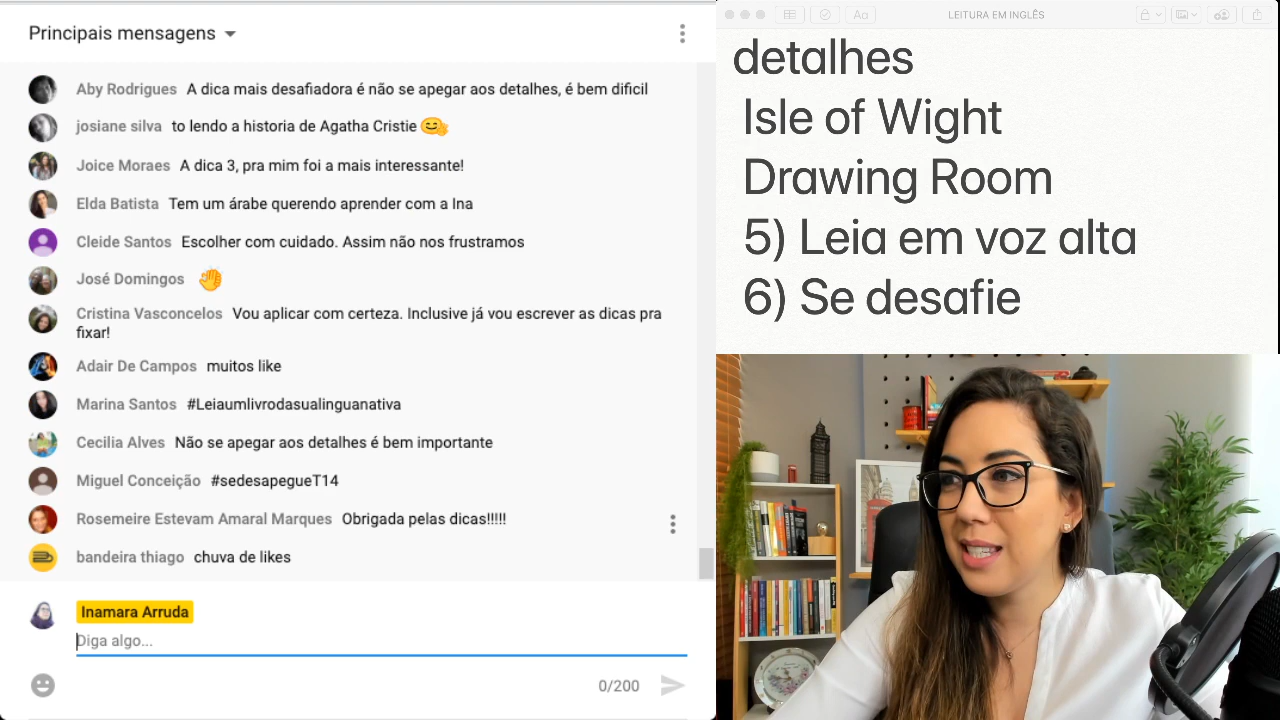 Principais mensagens
Aby Rodrigues A dica mais desafiadora é não se apegar aos detalhes, é bem dificil
josiane silva to lendo a historia de Agatha Cristie
Joice Moraes A dica 3, pra mim foi a mais interessante!
Elda Batista Tem um árabe querendo aprender com a Ina
Cleide Santos Escolher com cuidado. Assim não nos frustramos
José Domingos
Cristina Vasconcelos Vou aplicar com certeza. Inclusive já vou escrever as dicas pra
fixar!
Adair De Campos muitos like
Marina Santos #Leiaumlivrodasualinguanativa
Cecilia Alves Não se apegar aos detalhes é bem importante
Miguel Conceição #sedesapegueT14
Rosemeire Estevam Amaral Marques Obrigada pelas dicas!!!!!
bandeira thiago chuva de likes
Inamara Arruda
Diga algo...
0/200
Aa
LEITURA EM INGLÊS
detalhes
Isle of Wight
Drawing Room
5) Leia em voz alta
6) Se desafie